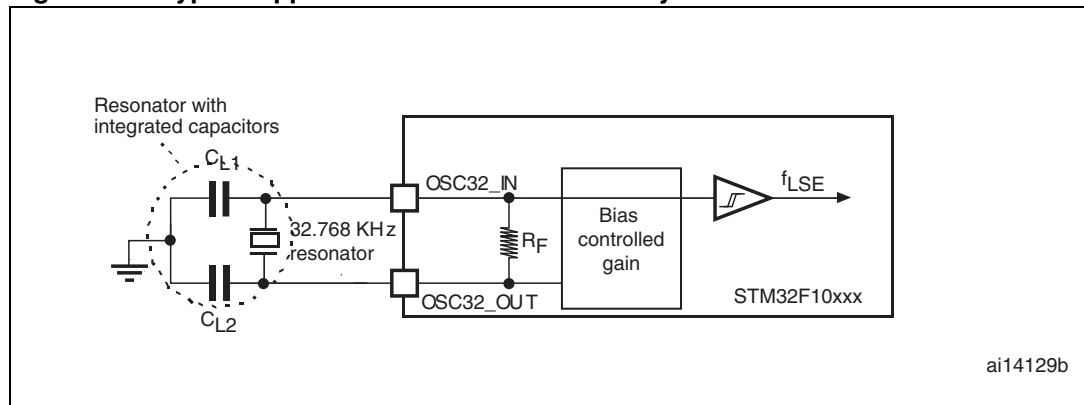 Resonator with
integrated capacitors
CL1
OSC32_IN
fLSE
32.768 KHz
resonator
RF
Bias
controlled
gain
OSC32_OUT
STM32F10xxx
CL2
ai14129b